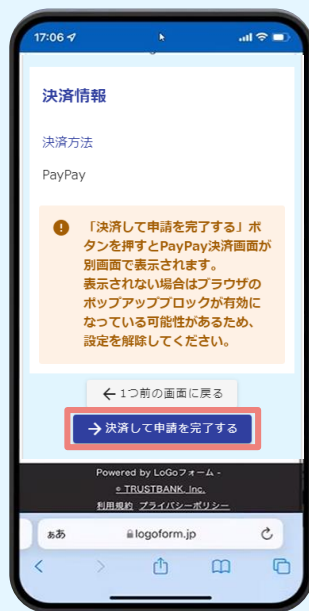 17:06
決済情報
決済方法
PayPay
「決済して申請を完了する」ボ
タンを押すとPayPay決済画面が
別画面で表示されます。
表示されない場合はブラウザの
ポップアップブロックが有効に
なっている可能性があるため、
設定を解除してください。
←1つ前の画面に戻る
→決済して申請を完了する
Powered by LoGoフォーム -
© TRUSTBANK, Inc.
利用規約 プライバシーポリシー
ぁあ logoform.jp